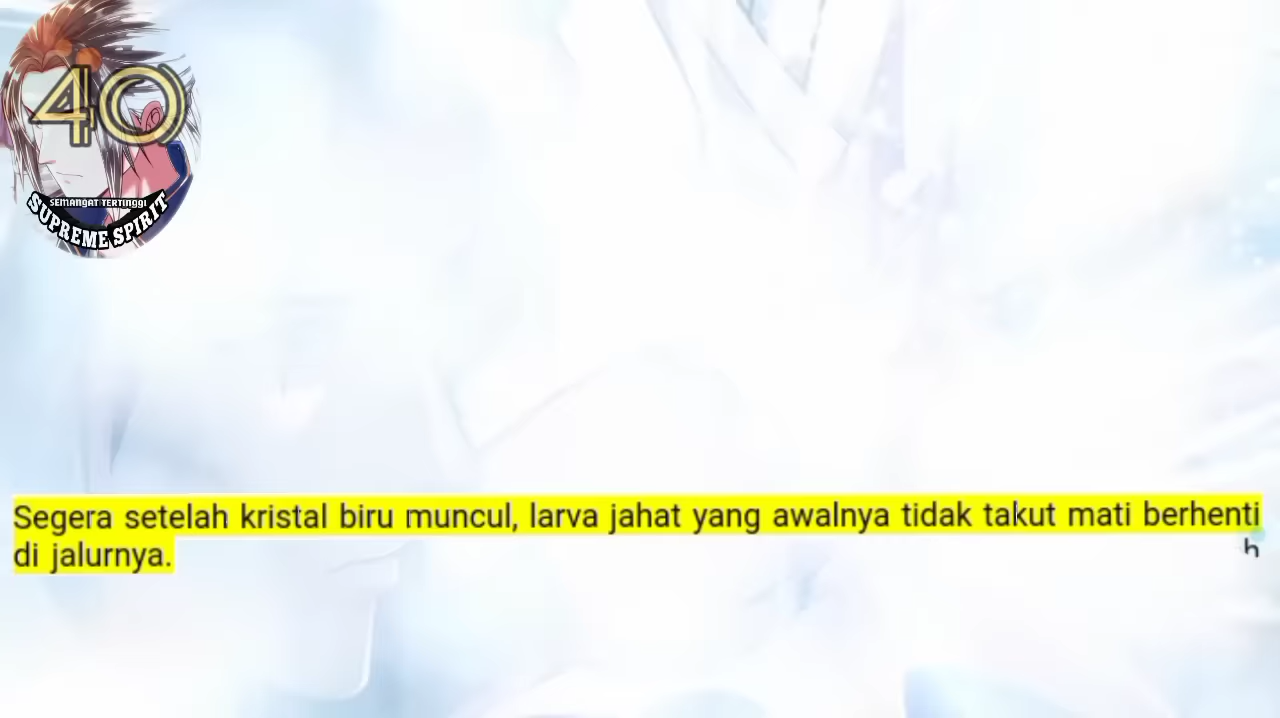 40
SEMANGAT TERTINGGI
SUPREME SPIRIT
Segera setelah kristal biru muncul, larva jahat yang awalnya tidak takut mati berhenti
di jalurnya.
h